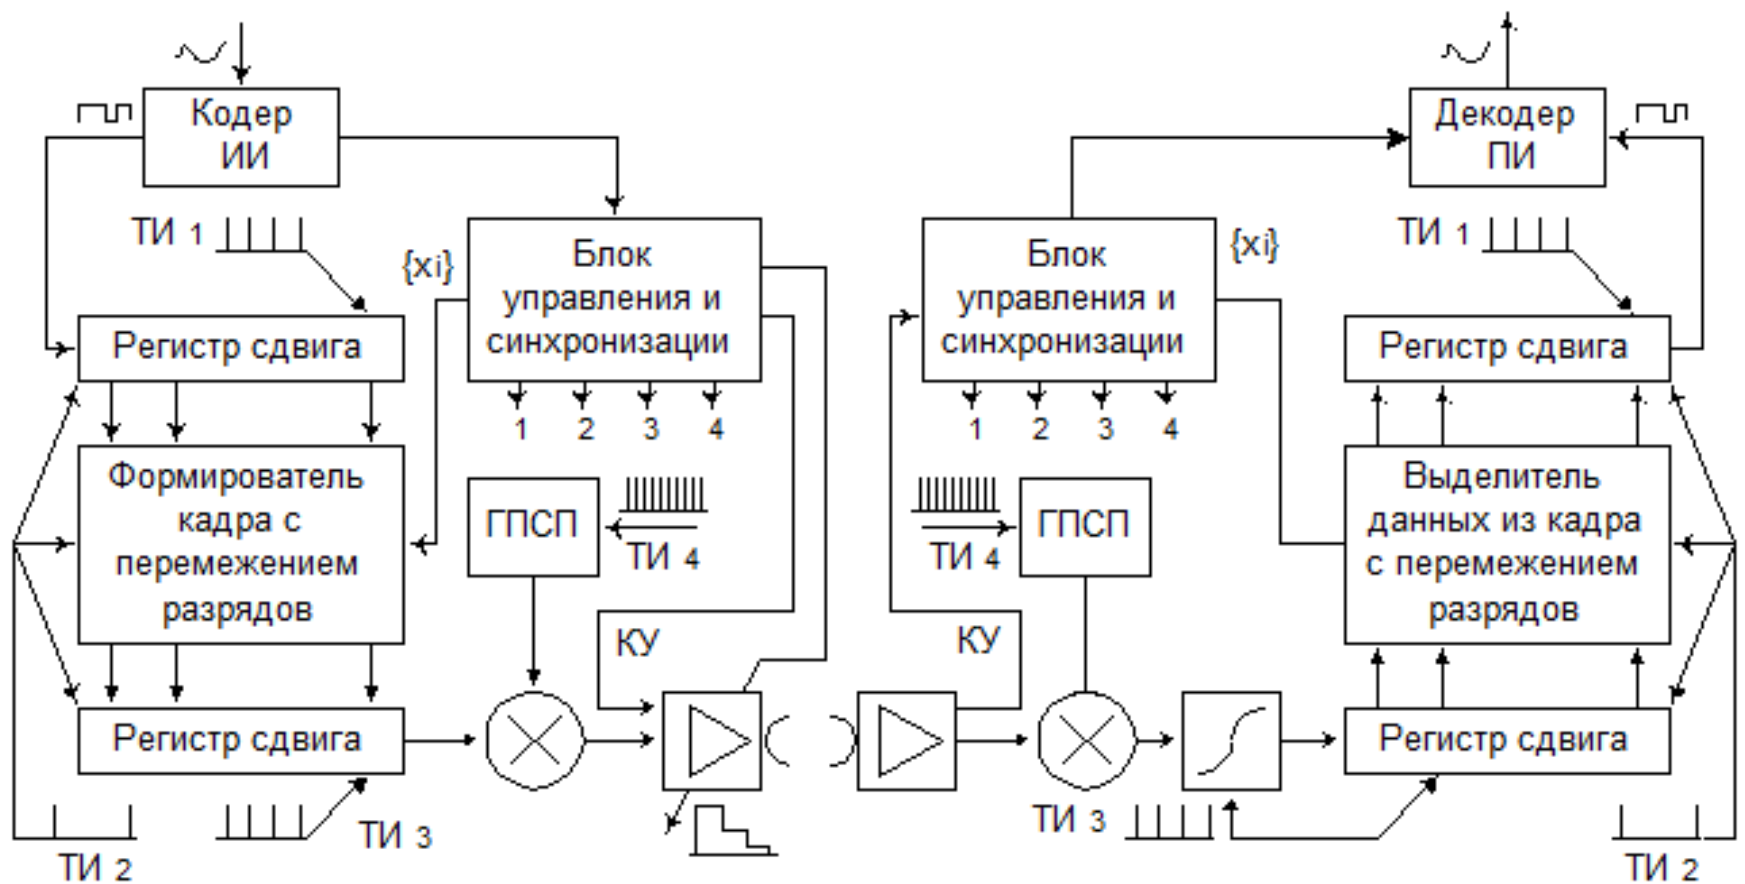 Кодер
ИИ
Декодер
ПИ
ТИ 1
{xi}
Блок
управления и
синхронизации
Блок
управления и
синхронизации
{xi}
ТИ 1
Регистр сдвига
Регистр сдвига
1 2 3 4
1 2 3 4
Формирователь
кадра с
перемежением
разрядов
ГПСП
ТИ 4
ТИ 4
ГПСП
Выделитель
данных из кадра
с перемежением
разрядов
КУ
КУ
Регистр сдвига
Регистр сдвига
ТИ 2
ТИ 3
ТИ 3
ТИ 2